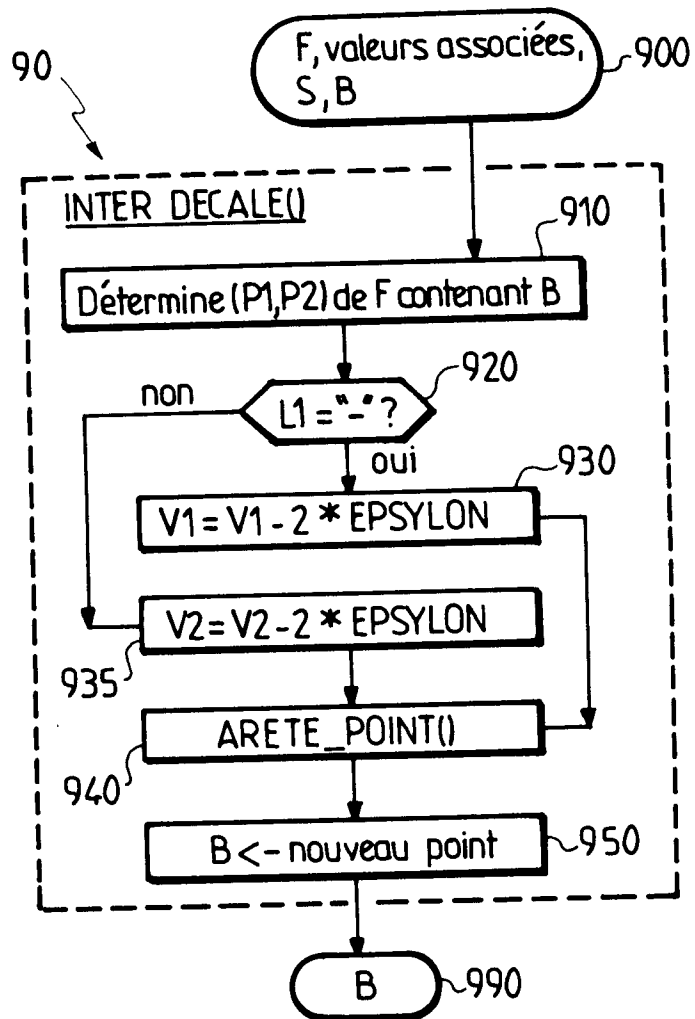 90
F, valeurs associées,
S, B
900
INTER DECALE()
910
Détermine (P1,P2) de F contenant B
920
non
L1 = "-" ?
oui
930
V1 = V1 - 2 * EPSYLON
V2 = V2 - 2 * EPSYLON
935
ARETE_POINT()
940
B <- nouveau point
950
B
990